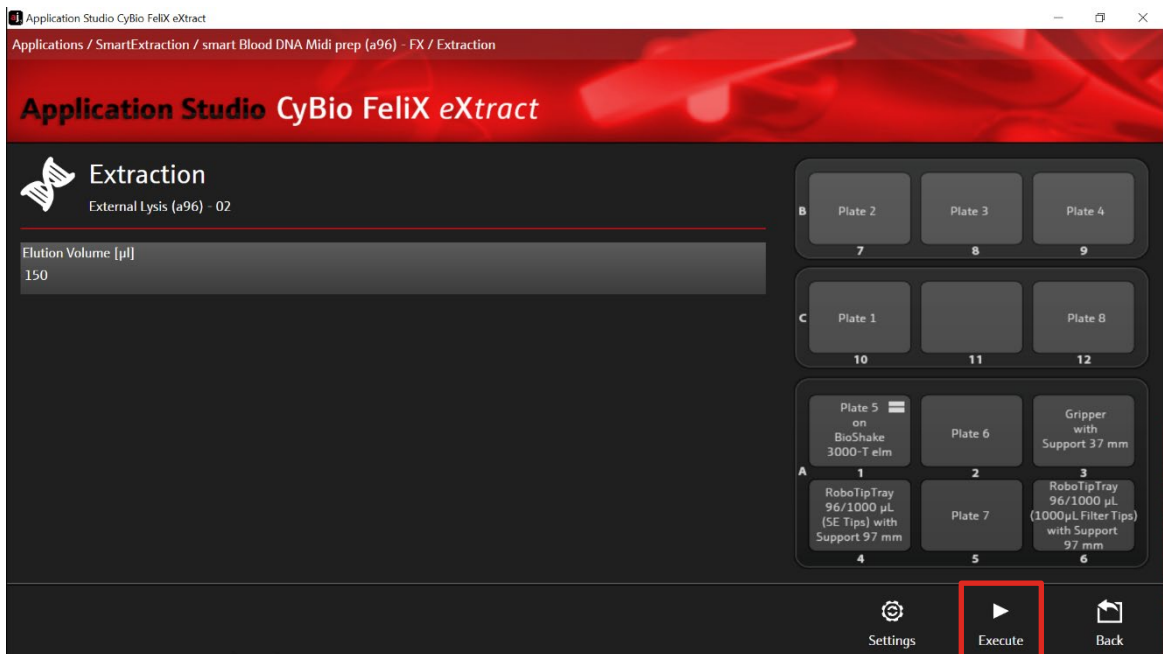 Application Studio CyBio FeliX eXtract
Applications / SmartExtraction / smart Blood DNA Midi prep (a96) - FX / Extraction
Application Studio CyBio FeliX eXtract
Extraction
External Lysis (a96) - 02
Elution Volume [µl]
150
B
Plate 2
Plate 3
Plate 4
7
8
9
C
Plate 1
Plate 8
10
11
12
A
Plate 5
on
BioShake
3000-T elm
1
Plate 6
2
Gripper
with
Support 37 mm
3
RoboTipTray
96/1000 µL
(SE Tips) with
Support 97 mm
4
Plate 7
5
RoboTipTray
96/1000 µL
(1000µL Filter Tips)
with Support
97 mm
6
Settings
Execute
Back